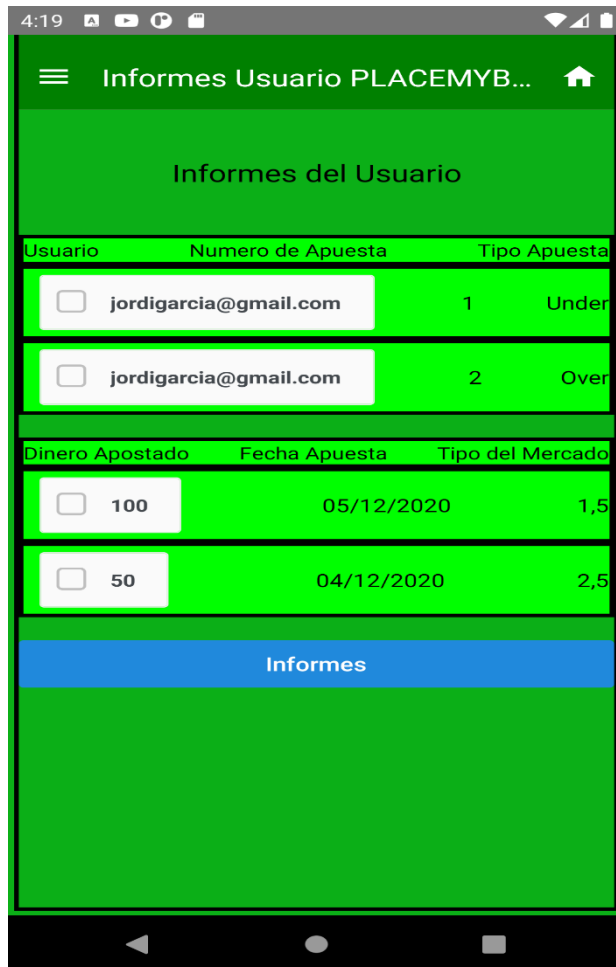 4:19
Informes Usuario PLACEMYB...
Informes del Usuario
Usuario Numero de Apuesta Tipo Apuesta
jordigarcia@gmail.com 1 Under
jordigarcia@gmail.com 2 Over
Dinero Apostado Fecha Apuesta Tipo del Mercado
100 05/12/2020 1,5
50 04/12/2020 2,5
Informes